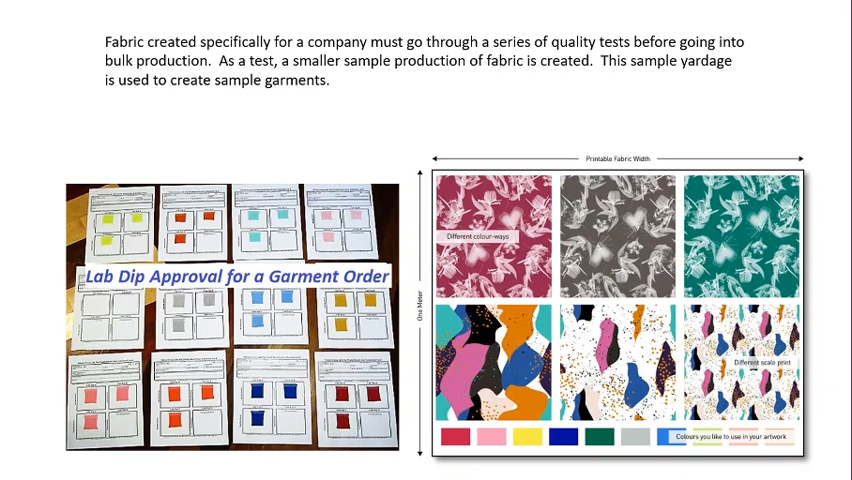 Fabric created specifically for a company must go through a series of quality tests before going into
bulk production.  As a test, a smaller sample production of fabric is created.  This sample yardage
is used to create sample garments.
Lab Dip Approval for a Garment Order
Printable Fabric Width
One Meter
Different colour-ways
Different scale print
Colours you like to use in your artwork